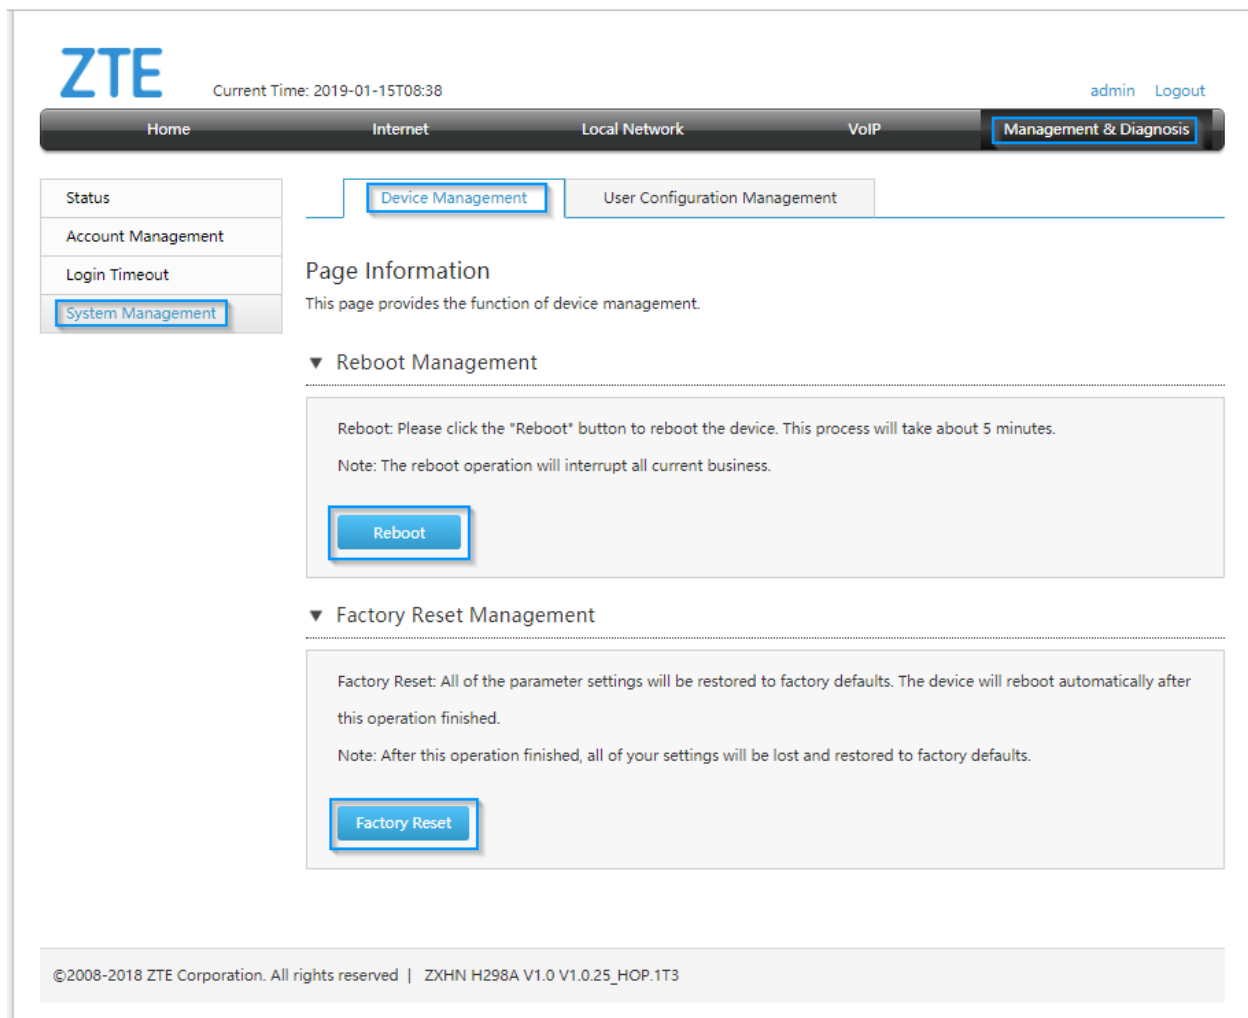 ZTE
Current Time: 2019-01-15T08:38
admin Logout
Home Internet Local Network VoIP Management & Diagnosis
Status
Account Management
Login Timeout
System Management
Device Management User Configuration Management
Page Information
This page provides the function of device management.
Reboot Management
Reboot: Please click the "Reboot" button to reboot the device. This process will take about 5 minutes.
Note: The reboot operation will interrupt all current business.
Reboot
Factory Reset Management
Factory Reset: All of the parameter settings will be restored to factory defaults. The device will reboot automatically after
this operation finished.
Note: After this operation finished, all of your settings will be lost and restored to factory defaults.
Factory Reset
©2008-2018 ZTE Corporation. All rights reserved | ZXHN H298A V1.0 V1.0.25_HOP.1T3